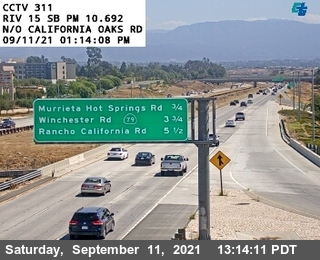 CCTV 311
RIV 15 SB PM 10.692
N/O CALIFORNIA OAKS RD
09/11/21 01:14:08 PM
Murrieta Hot Springs Rd 3/4
Winchester Rd 79 3 3/4
Rancho California Rd 5 1/2
Saturday, September 11, 2021 13:14:11 PDT